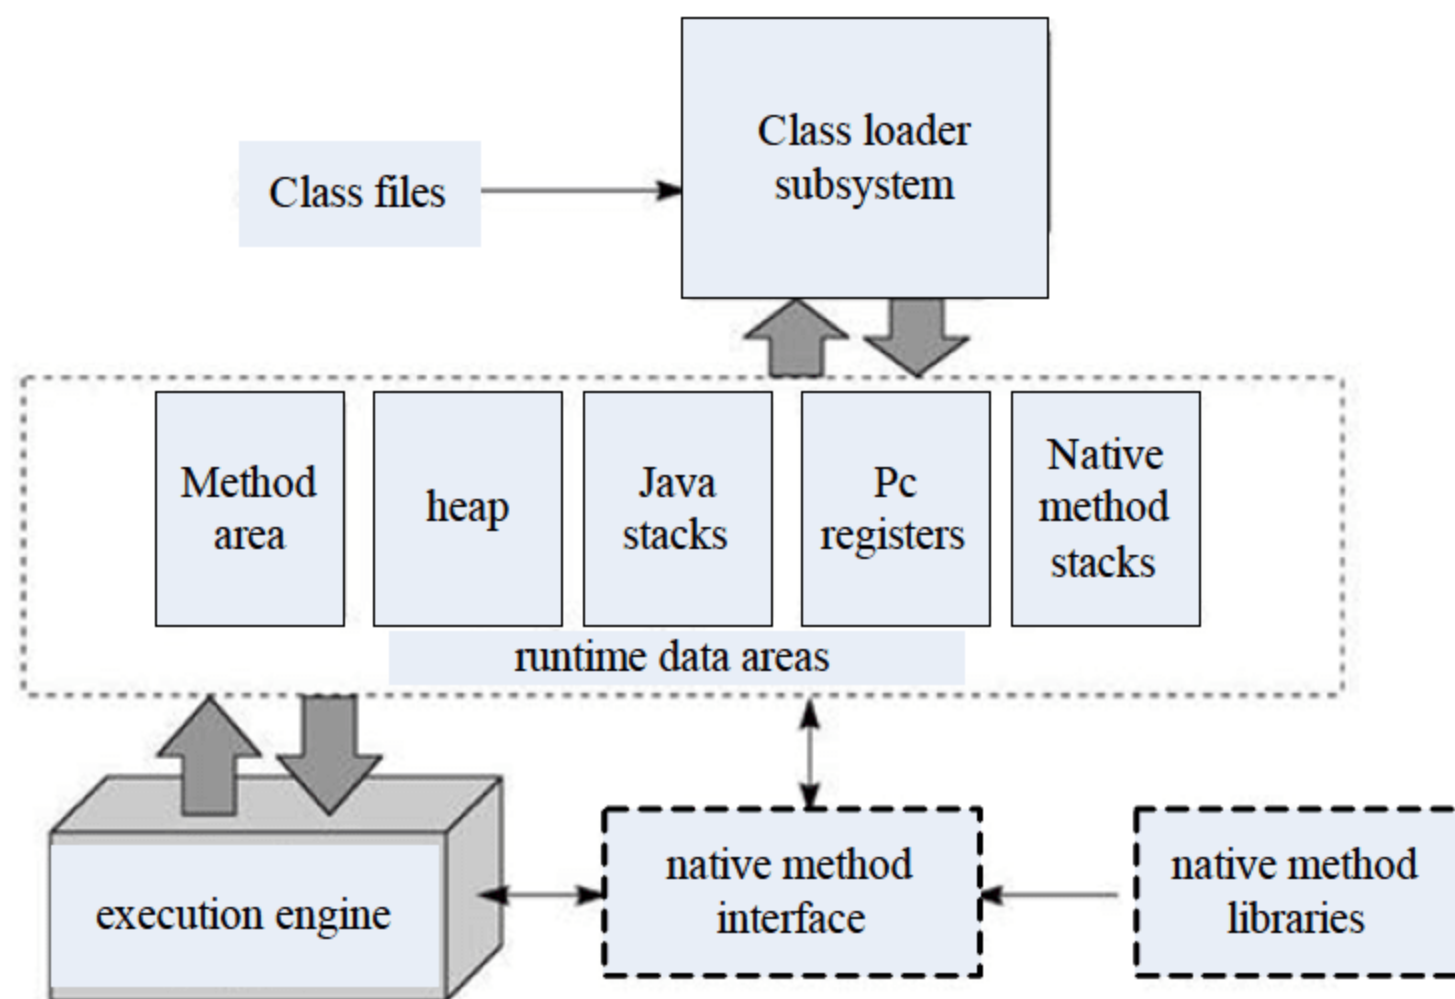 Class loader
subsystem
Class files
Method
area
heap
Java
stacks
Pc
registers
Native
method
stacks
runtime data areas
execution engine
native method
interface
native method
libraries